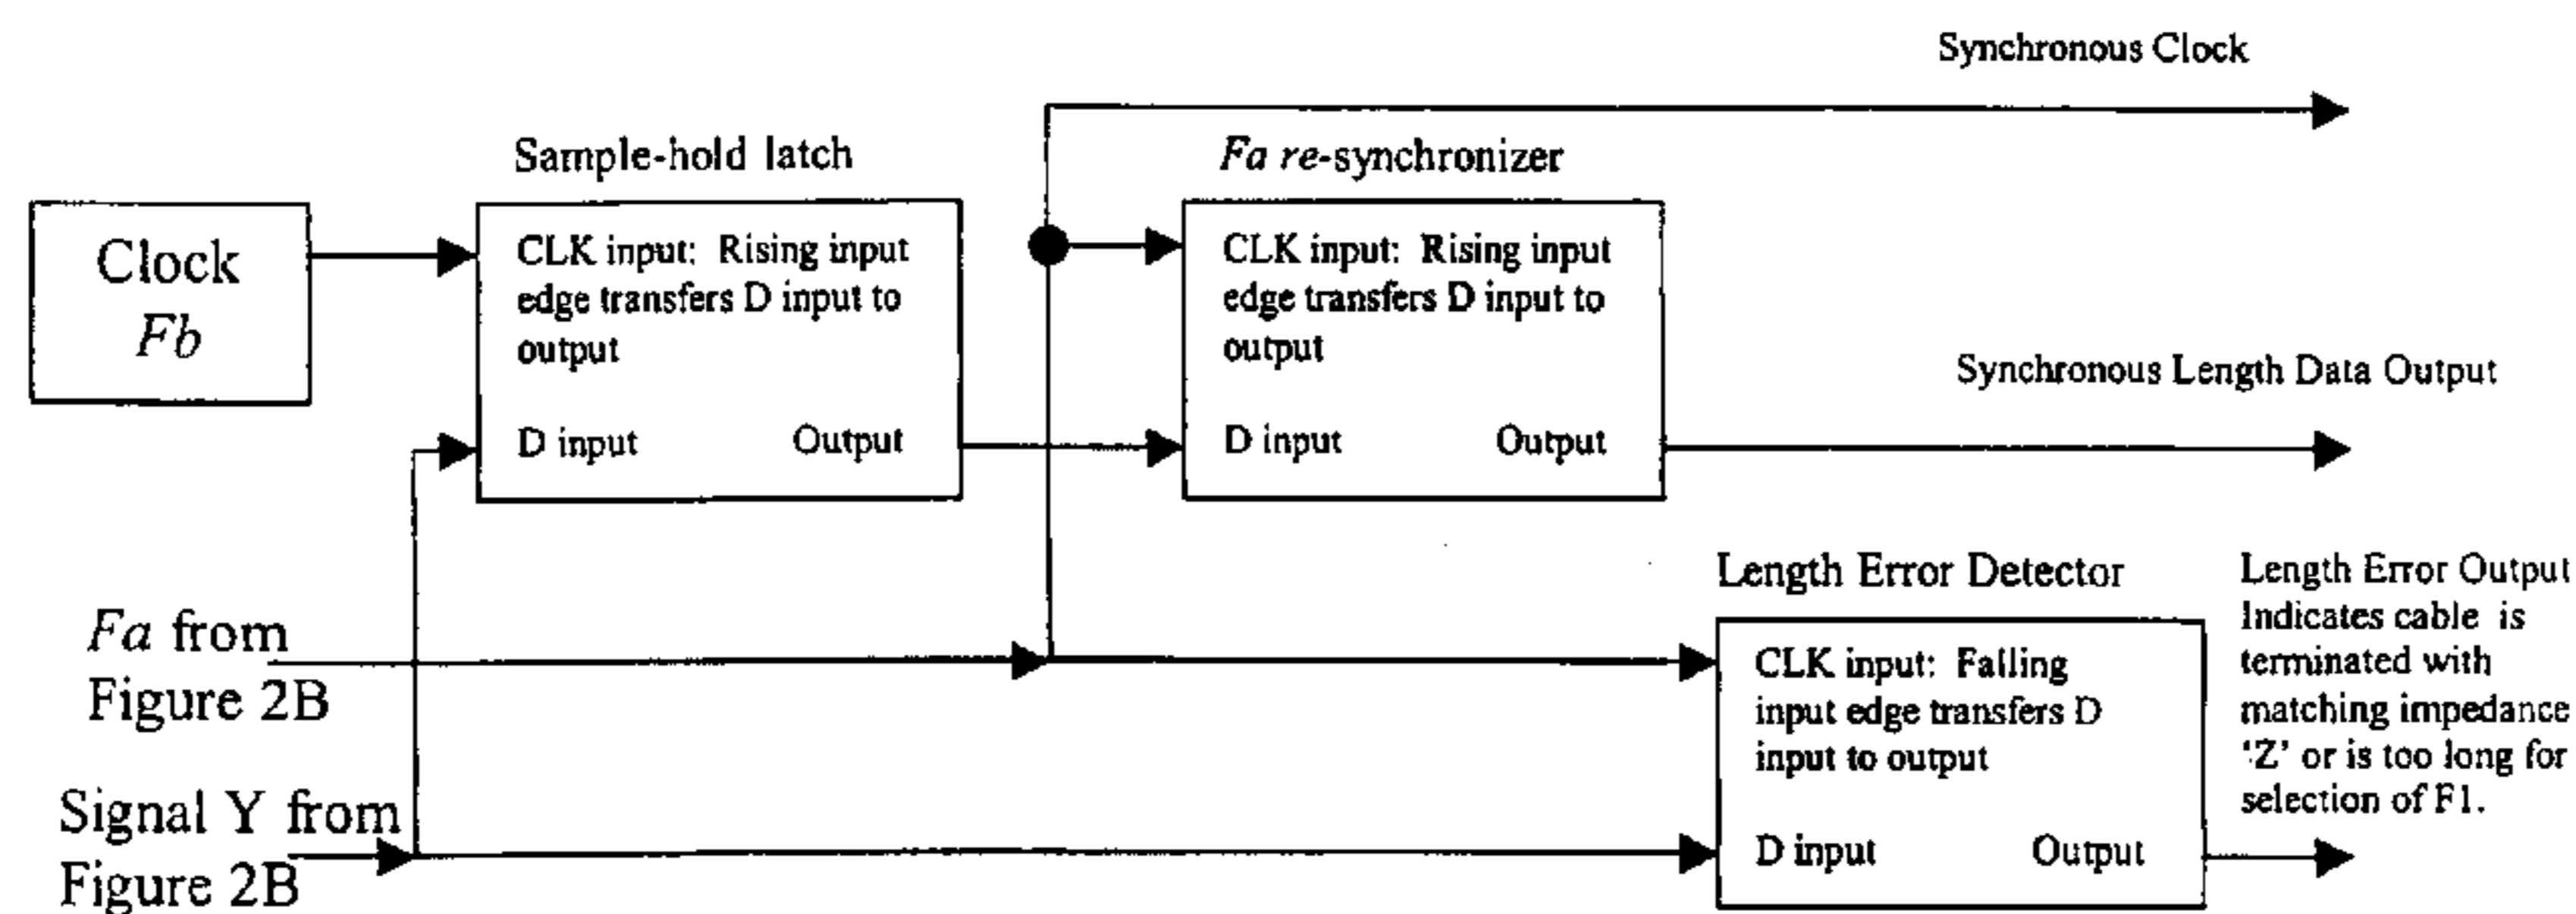 Synchronous Clock
Sample-hold latch
Fa re-synchronizer
Clock
Fb
CLK input: Rising input
edge transfers D input to
output
D input Output
CLK input: Rising input
edge transfers D input to
output
D input Output
Synchronous Length Data Output
Length Error Detector
Length Error Output
Indicates cable is
terminated with
matching impedance
'Z' or is too long for
selection of F1.
Fa from
Figure 2B
CLK input: Falling
input edge transfers D
input to output
D input Output
Signal Y from
Figure 2B